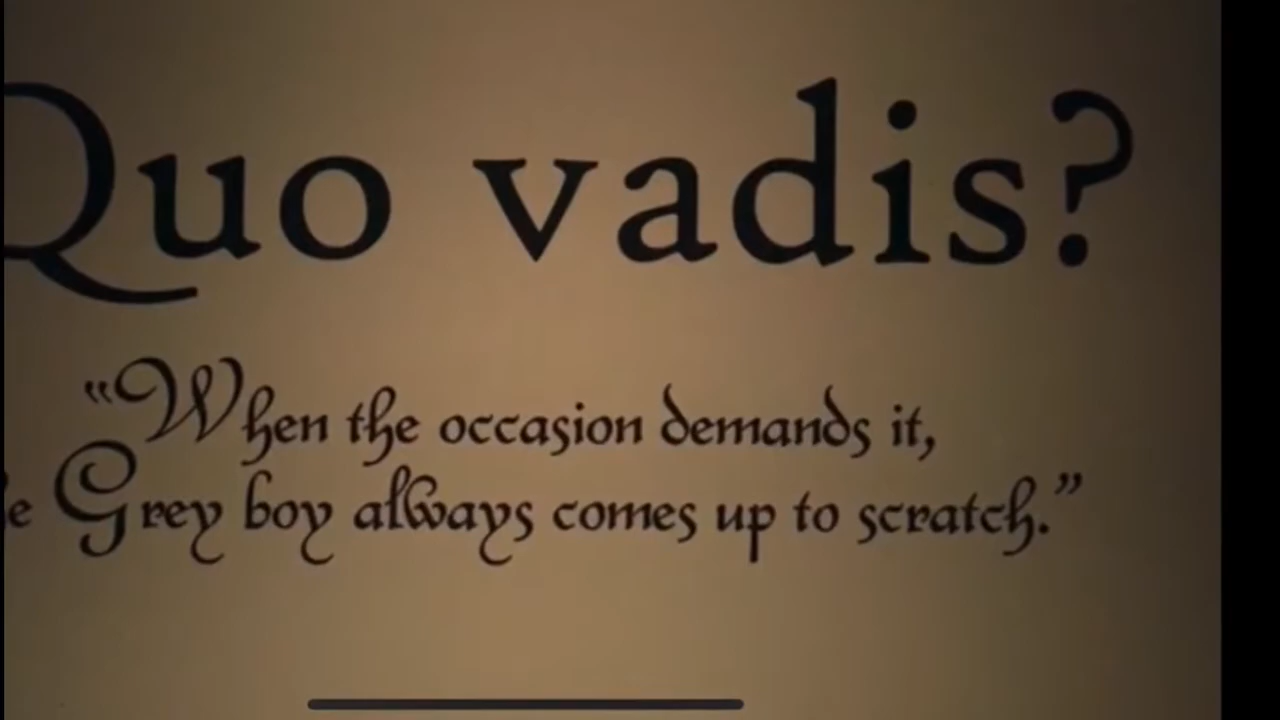 Quo vadis?
“When the occasion demands it,
e Grey boy always comes up to scratch.”